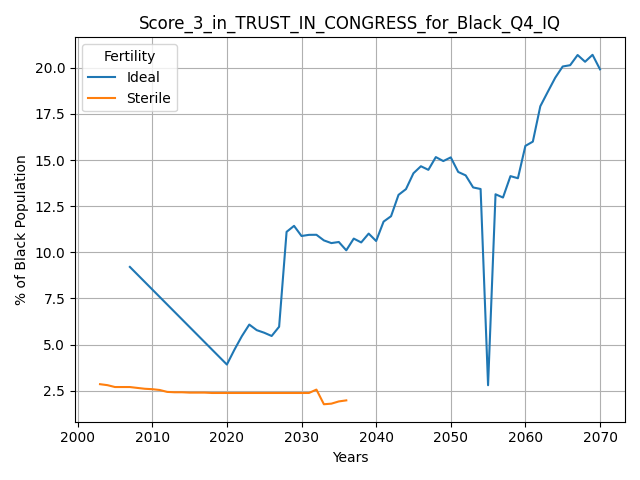 Score_3_in_TRUST_IN_CONGRESS_for_Black_Q4_IQ
Fertility
Ideal
Sterile
% of Black Population
20.0
17.5
15.0
12.5
10.0
7.5
5.0
2.5
2000 2010 2020 2030 2040 2050 2060 2070
Years